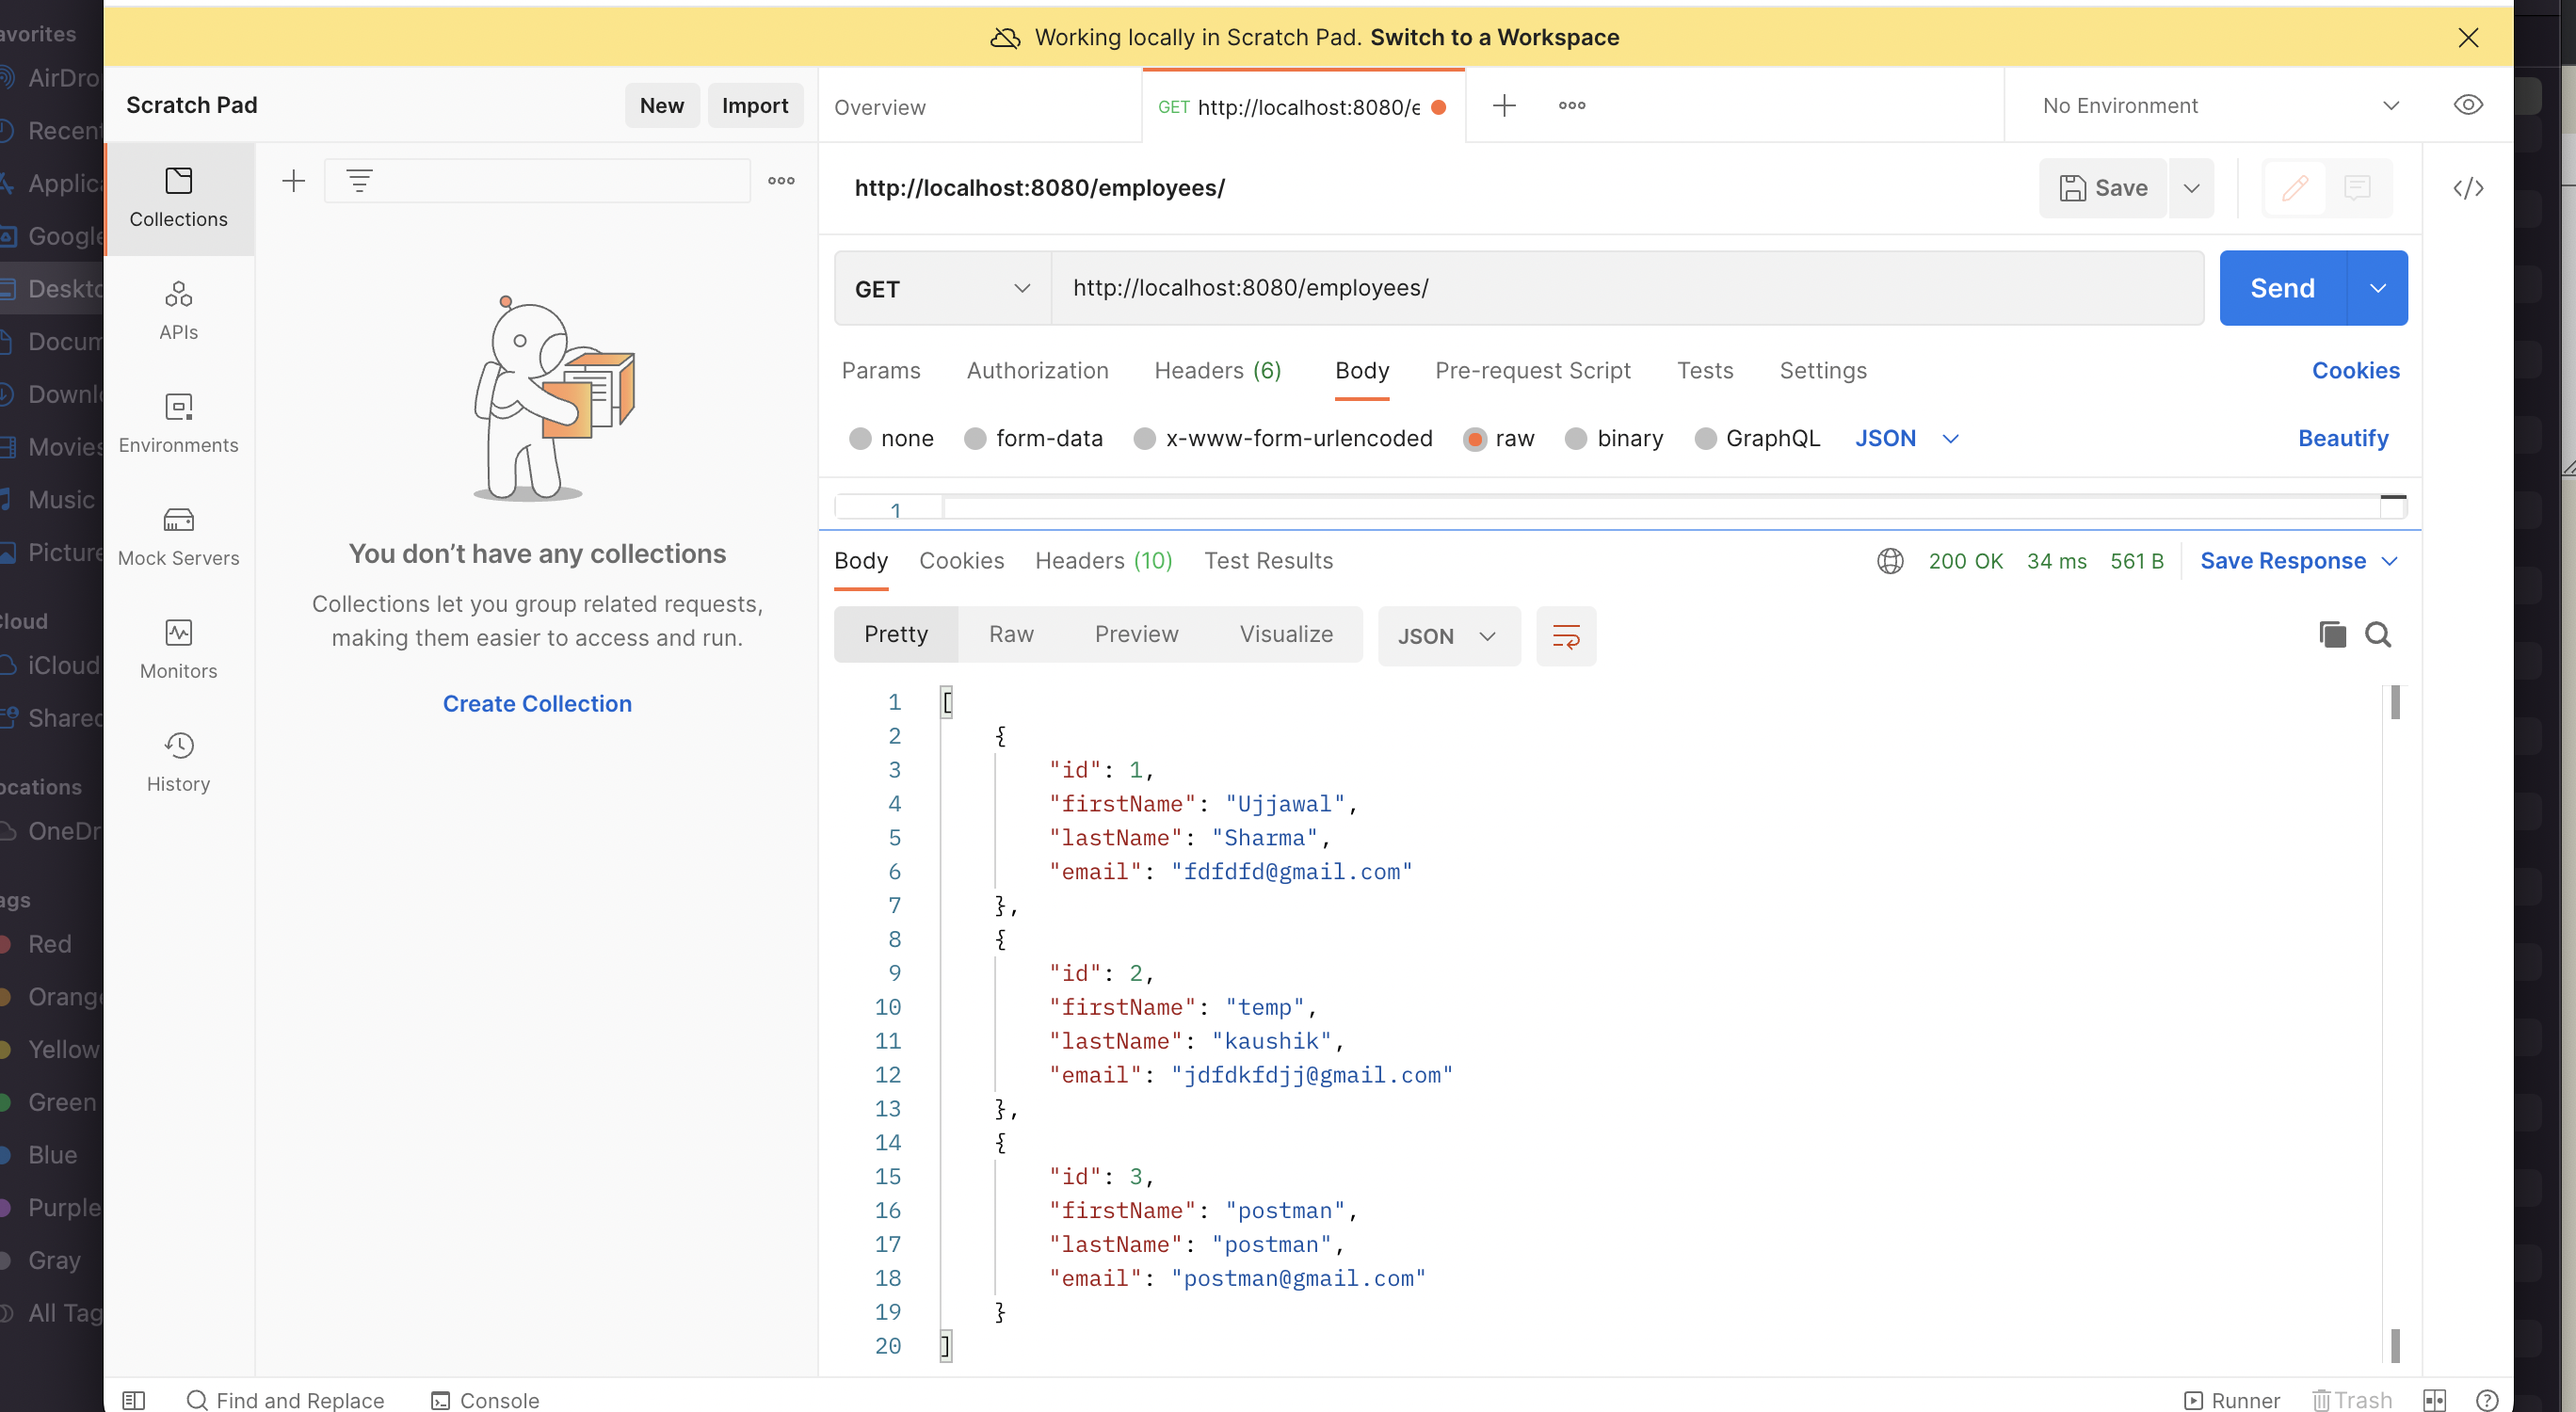 Working locally in Scratch Pad. Switch to a Workspace
Scratch Pad
New
Import
Overview
GET http://localhost:8080/e
No Environment
Collections
APIs
Environments
Mock Servers
Monitors
History
You don’t have any collections
Collections let you group related requests,
making them easier to access and run.
Create Collection
http://localhost:8080/employees/
Save
GET
http://localhost:8080/employees/
Send
Params
Authorization
Headers (6)
Body
Pre-request Script
Tests
Settings
Cookies
none
form-data
x-www-form-urlencoded
raw
binary
GraphQL
JSON
Beautify
1
Body
Cookies
Headers (10)
Test Results
200 OK
34 ms
561 B
Save Response
Pretty
Raw
Preview
Visualize
JSON
1 [
2 {
3 "id": 1,
4 "firstName": "Ujjawal",
5 "lastName": "Sharma",
6 "email": "fdfdfd@gmail.com"
7 },
8 {
9 "id": 2,
10 "firstName": "temp",
11 "lastName": "kaushik",
12 "email": "jdfdkfdjj@gmail.com"
13 },
14 {
15 "id": 3,
16 "firstName": "postman",
17 "lastName": "postman",
18 "email": "postman@gmail.com"
19 }
20 ]
Find and Replace
Console
Runner
Trash
avorites
AirDro
Recent
Applic
Google
Deskto
Docum
Downl
Movies
Music
Picture
Cloud
iCloud
Shared
ocations
OneDr
ags
Red
Orange
Yellow
Green
Blue
Purple
Gray
All Tag